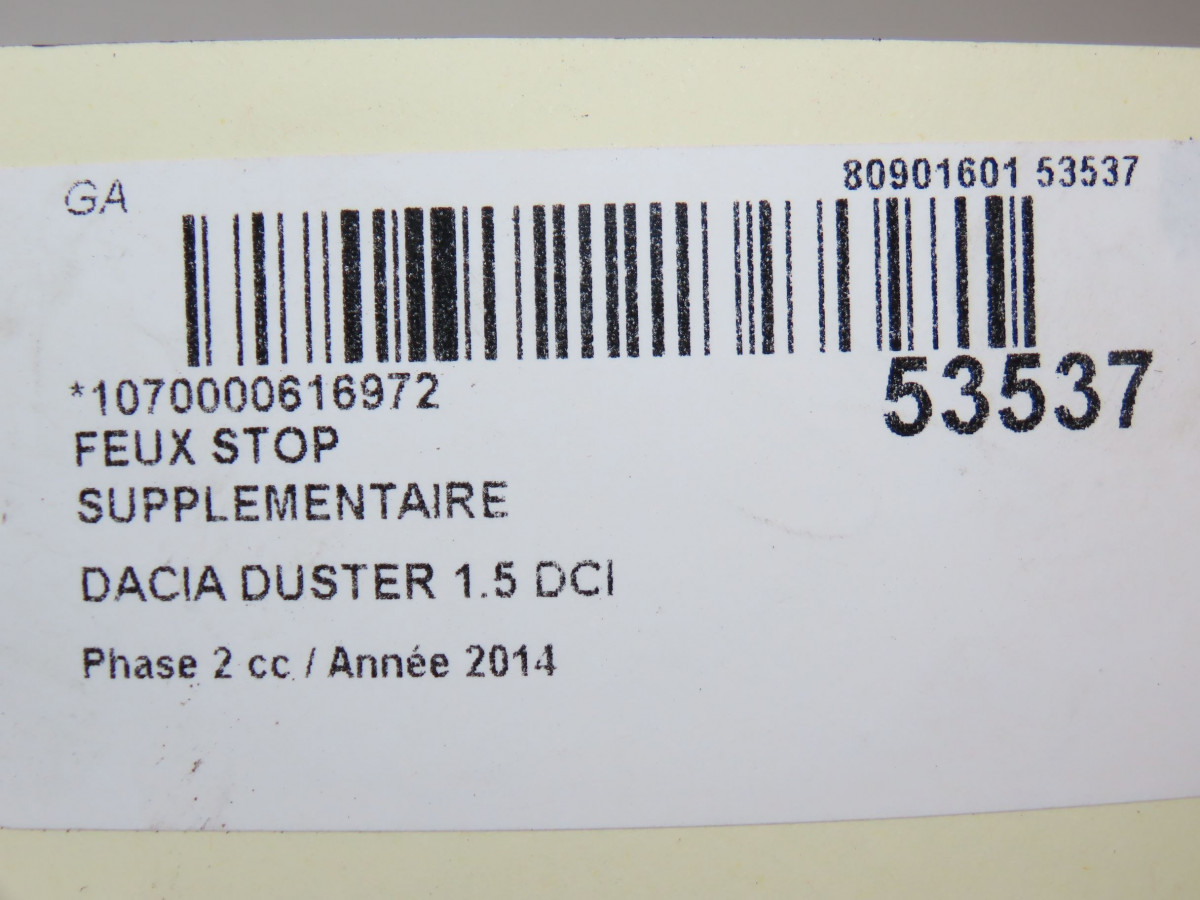 GA
80901601 53537
*1070000616972
53537
FEUX STOP
SUPPLEMENTAIRE
DACIA DUSTER 1.5 DCI
Phase 2 cc / Année 2014